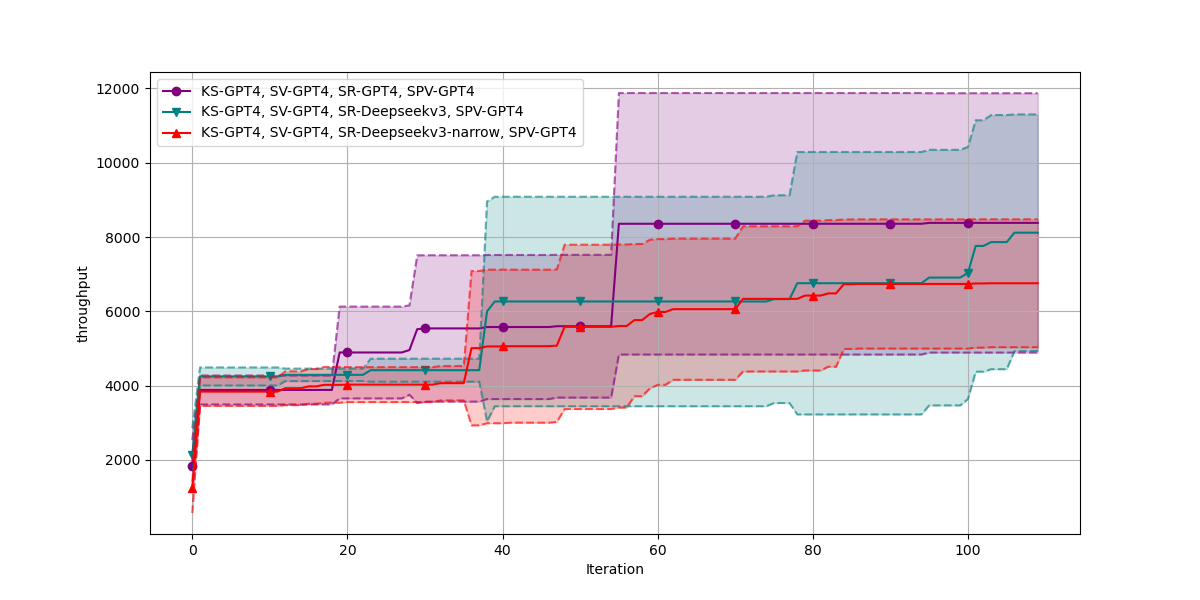 KS-GPT4, SV-GPT4, SR-GPT4, SPV-GPT4
KS-GPT4, SV-GPT4, SR-Deepseekv3, SPV-GPT4
KS-GPT4, SV-GPT4, SR-Deepseekv3-narrow, SPV-GPT4
12000
10000
8000
6000
4000
2000
throughput
0 20 40 60 80 100
Iteration